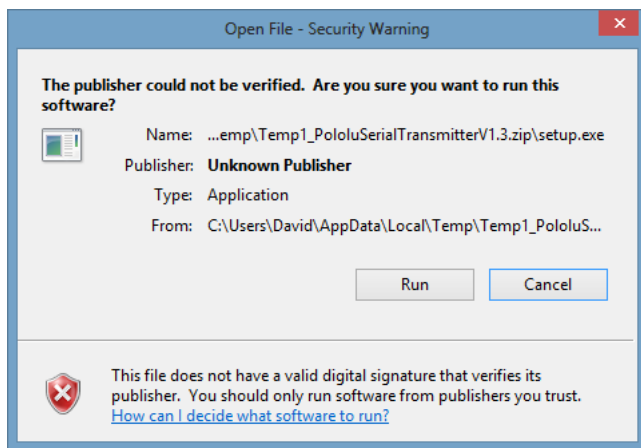 Open File - Security Warning
The publisher could not be verified.  Are you sure you want to run this
software?
Name: ...emp\Temp1_PololuSerialTransmitterV1.3.zip\setup.exe
Publisher: Unknown Publisher
Type: Application
From: C:\Users\David\AppData\Local\Temp\Temp1_PololuS...
Run Cancel
This file does not have a valid digital signature that verifies its
publisher.  You should only run software from publishers you trust.
How can I decide what software to run?